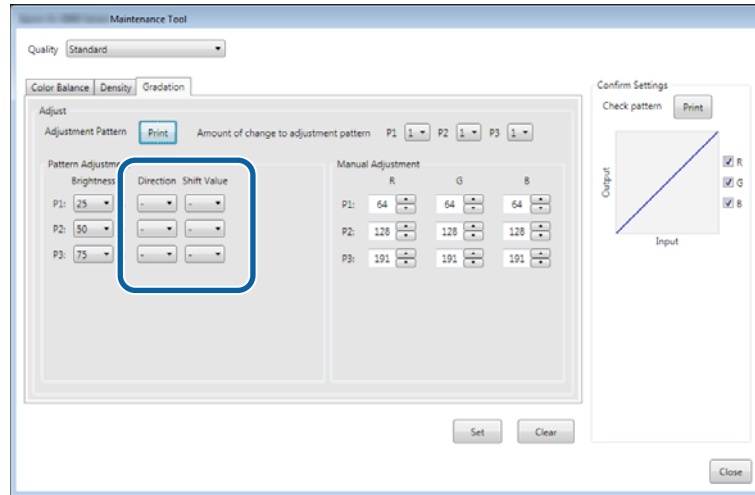 Maintenance Tool
Quality Standard
Color Balance Density Gradation
Adjust
Adjustment Pattern Print Amount of change to adjustment pattern P1 1 P2 1 P3 1
Pattern Adjustme
Brightness Direction Shift Value
P1: 25 - -
P2: 50 - -
P3: 75 - -
Manual Adjustment
R G B
P1: 64 64 64
P2: 128 128 128
P3: 191 191 191
Set Clear
Confirm Settings
Check pattern Print
Output
Input
R
G
B
Close